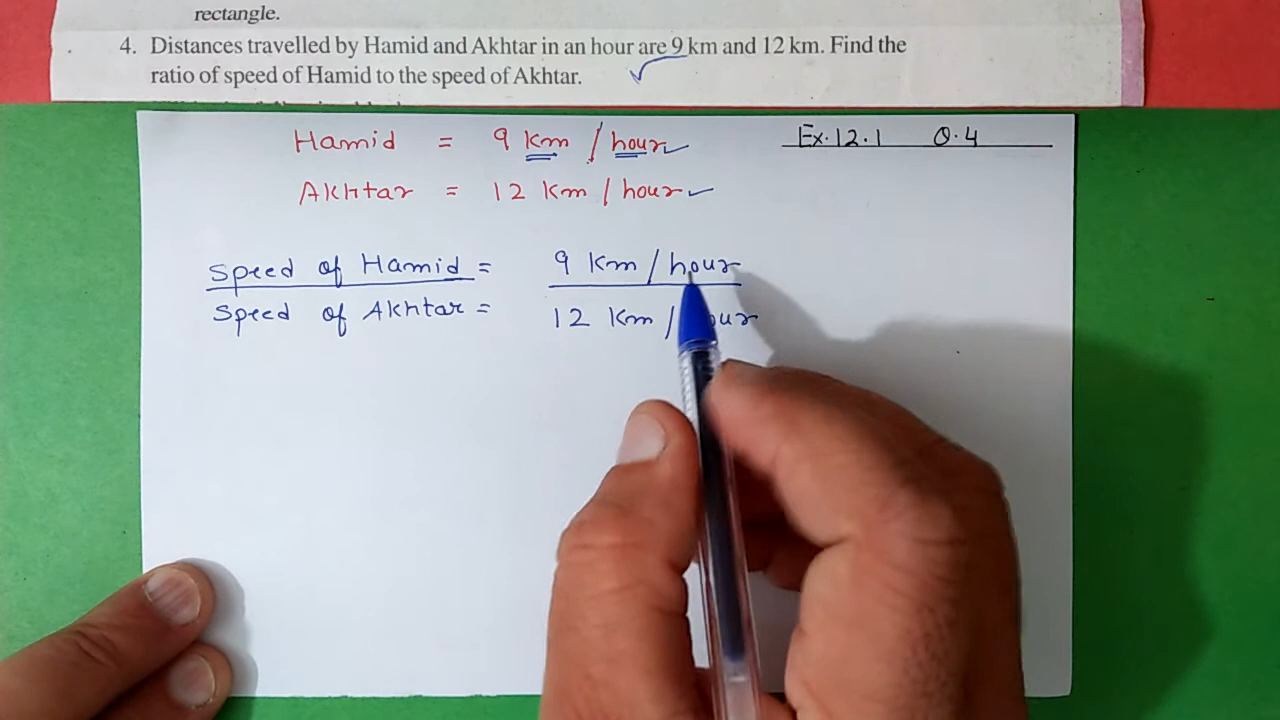 rectangle.
4. Distances travelled by Hamid and Akhtar in an hour are 9 km and 12 km. Find the
ratio of speed of Hamid to the speed of Akhtar.
Ex.12.1 Q.4
Hamid = 9 km / hour
Akhtar = 12 km / hour
Speed of Hamid = 9 km / hour
Speed of Akhtar = 12 km /